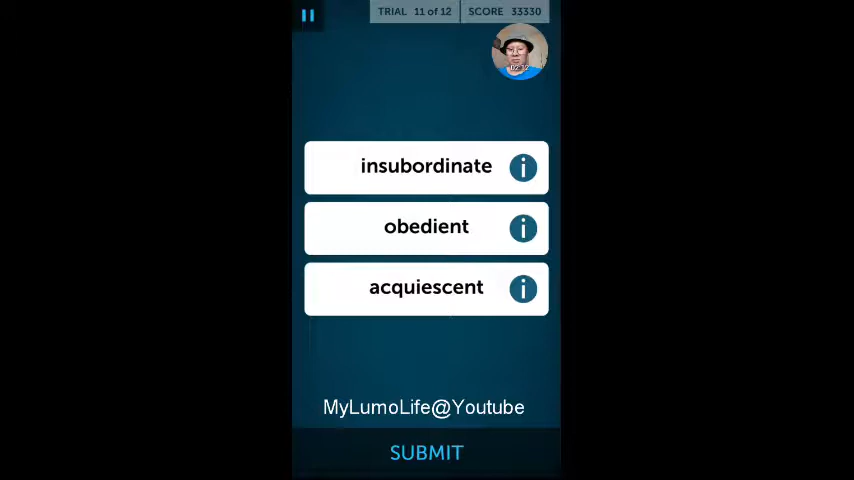 TRIAL 11 of 12 SCORE 33330
insubordinate i
obedient i
acquiescent i
MyLumoLife@Youtube
SUBMIT